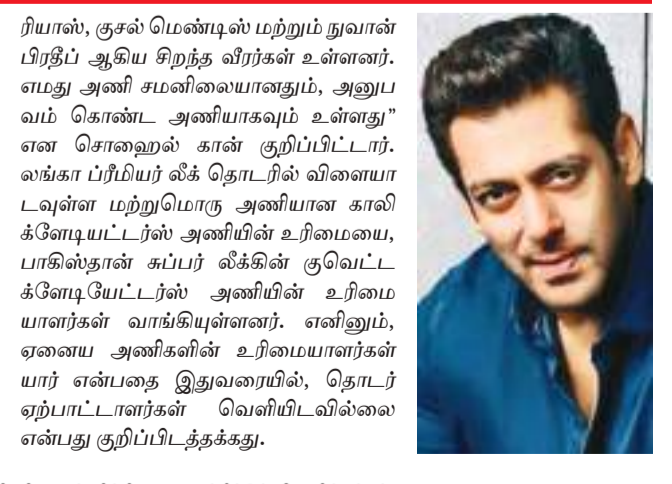 ரியாஸ், குசல் மெண்டிஸ் மற்றும் நுவான்
பிரதீப் ஆகிய சிறந்த வீரர்கள் உள்ளனர்.
எமது அணி சமனிலையானதும், அனுப
வம் கொண்ட அணியாகவும் உள்ளது”
என சொஹைல் கான் குறிப்பிட்டார்.
லங்கா ப்ரீமியர் லீக் தொடரில் விளையா
டவுள்ள மற்றுமொரு அணியான காலி
க்ளேடியட்டர்ஸ் அணியின் உரிமையை,
பாகிஸ்தான் சுப்பர் லீக்கின் குவெட்ட
க்ளேடியேட்டர்ஸ் அணியின் உரிமை
யாளர்கள் வாங்கியுள்ளனர். எனினும்,
ஏனைய அணிகளின் உரிமையாளர்கள்
யார் என்பதை இதுவரையில், தொடர்
ஏற்பாட்டாளர்கள் வெளியிடவில்லை
என்பது குறிப்பிடத்தக்கது.